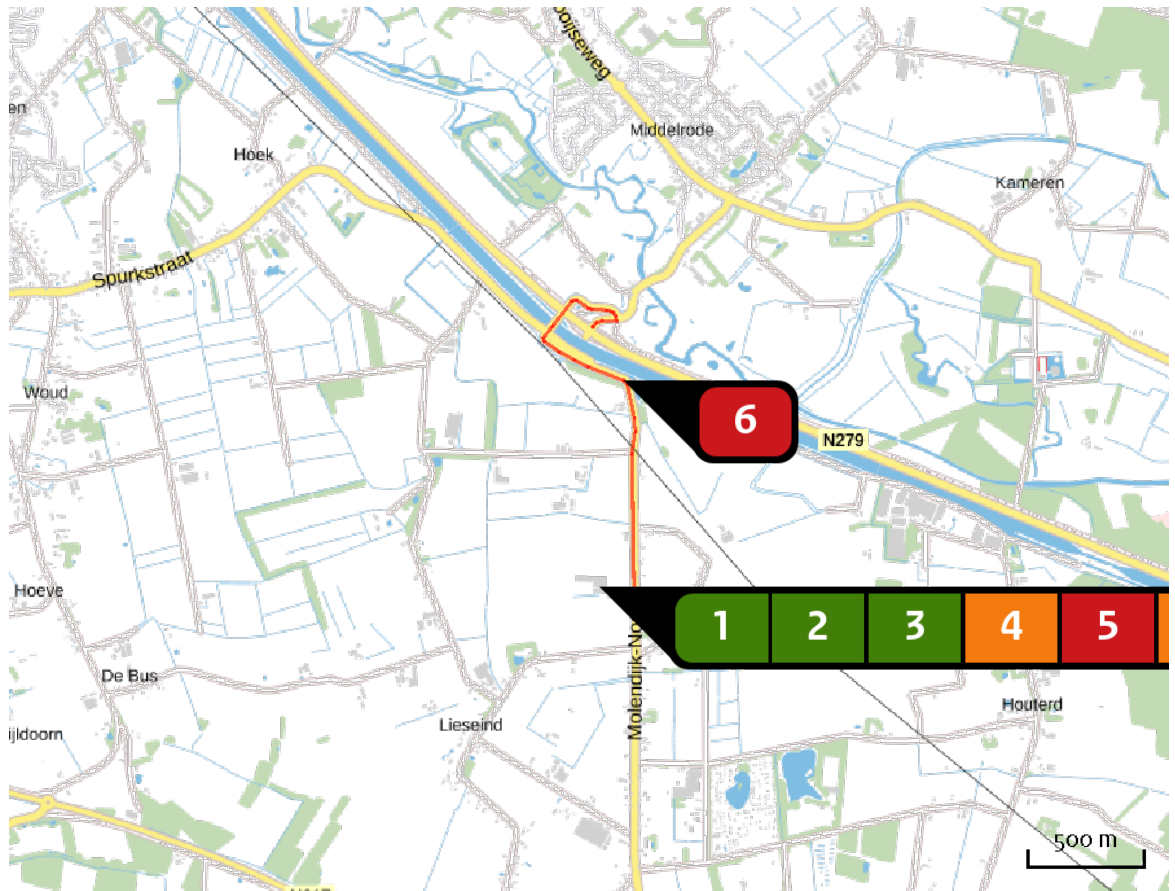 ooijseweg
Middelrode
en
Hoek
Kameren
Spurkstraat
Woud
6
N279
Hoeve
1 2 3 4 5
Molendijk-No
De Bus
Houterd
Lieseind
ijldoorn
500 m